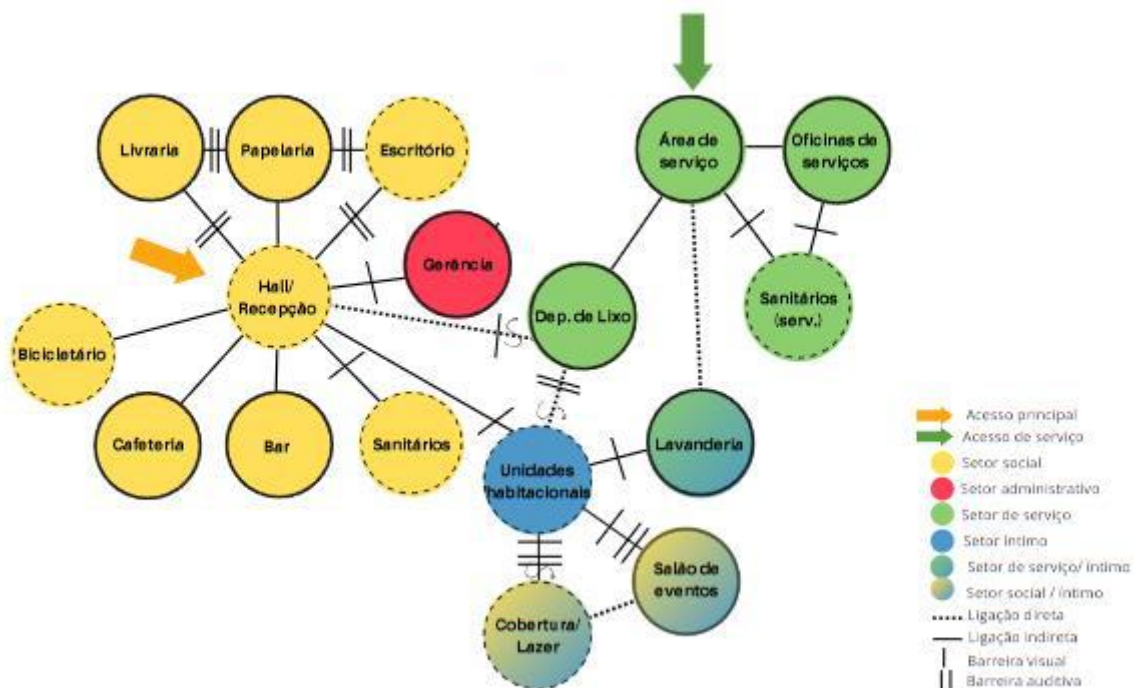 Livraria
Papelaria
Escritório
Área de
serviço
Oficinas de
serviços
Gerência
Hall/
Recepção
Dep. de Lixo
Sanitários
(serv.)
Bicicletário
Cafeteria
Bar
Sanitários
Unidades
habitacionais
Lavanderia
Salão de
eventos
Cobertura/
Lazer
Acesso principal
Acesso de serviço
Setor social
Setor administrativo
Setor de serviço
Setor íntimo
Setor de serviço/ íntimo
Setor social / íntimo
Ligação direta
Ligação indireta
Barreira visual
Barreira auditiva